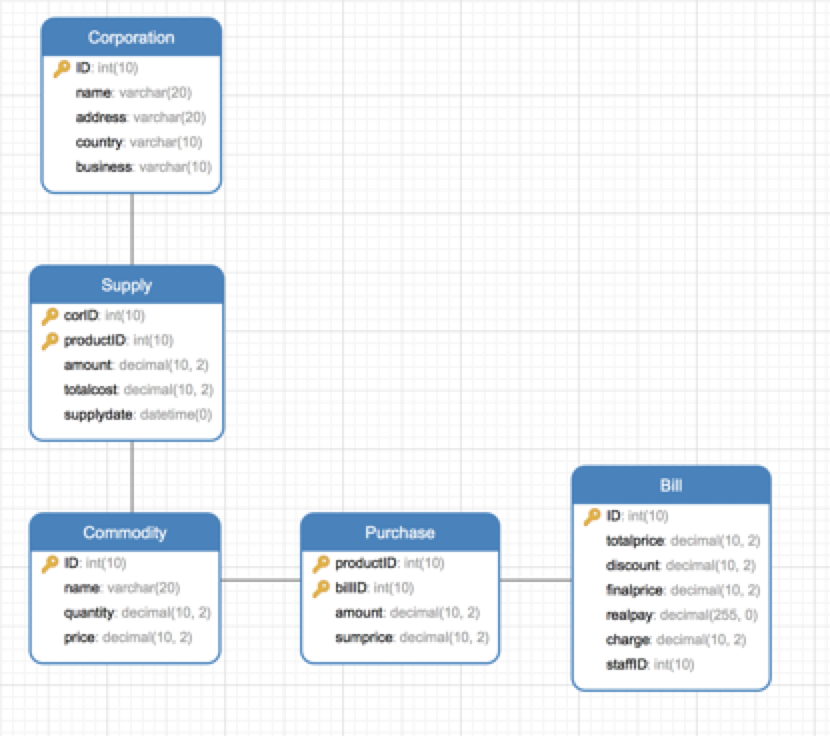 Corporation
ID: int(10)
name: varchar(20)
address: varchar(20)
country: varchar(10)
business: varchar(10)
Supply
corID: int(10)
productID: int(10)
amount: decimal(10, 2)
totalcost: decimal(10, 2)
supplydate: datetime(0)
Commodity
ID: int(10)
name: varchar(20)
quantity: decimal(10, 2)
price: decimal(10, 2)
Purchase
productID: int(10)
billID: int(10)
amount: decimal(10, 2)
sumprice: decimal(10, 2)
Bill
ID: int(10)
totalprice: decimal(10, 2)
discount: decimal(10, 2)
finalprice: decimal(10, 2)
realpay: decimal(255, 0)
charge: decimal(10, 2)
staffID: int(10)